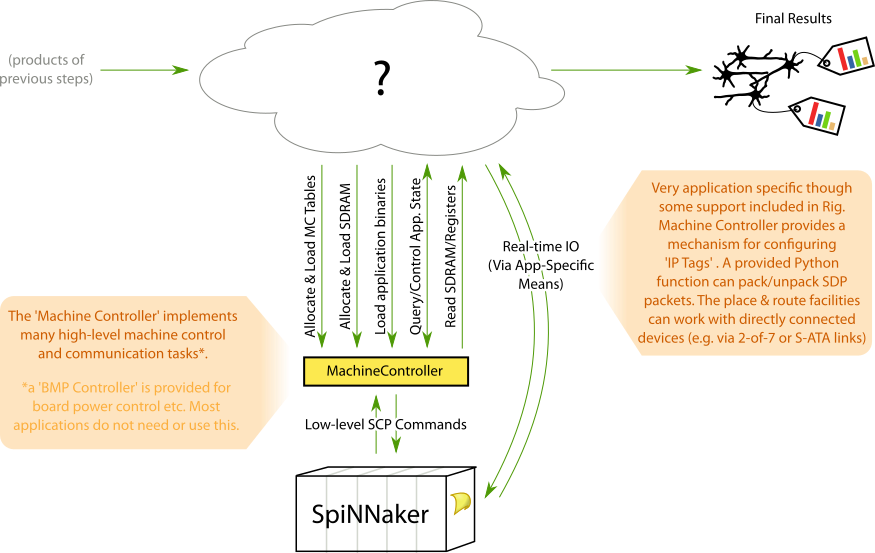 Final Results
(products of
previous steps)
?
Allocate & Load MC Tables
Allocate & Load SDRAM
Load application binaries
Query/Control App. State
Read SDRAM/Registers
Real-time IO
(Via App-Specific
Means)
Very application specific though
some support included in Rig.
Machine Controller provides a
mechanism for configuring
'IP Tags' . A provided Python
function can pack/unpack SDP
packets. The place & route facilities
can work with directly connected
devices (e.g. via 2-of-7 or S-ATA links)
The 'Machine Controller' implements
many high-level machine control
and communication tasks*.
*a 'BMP Controller' is provided for
board power control etc. Most
applications do not need or use this.
MachineController
Low-level SCP Commands
SpiNNaker